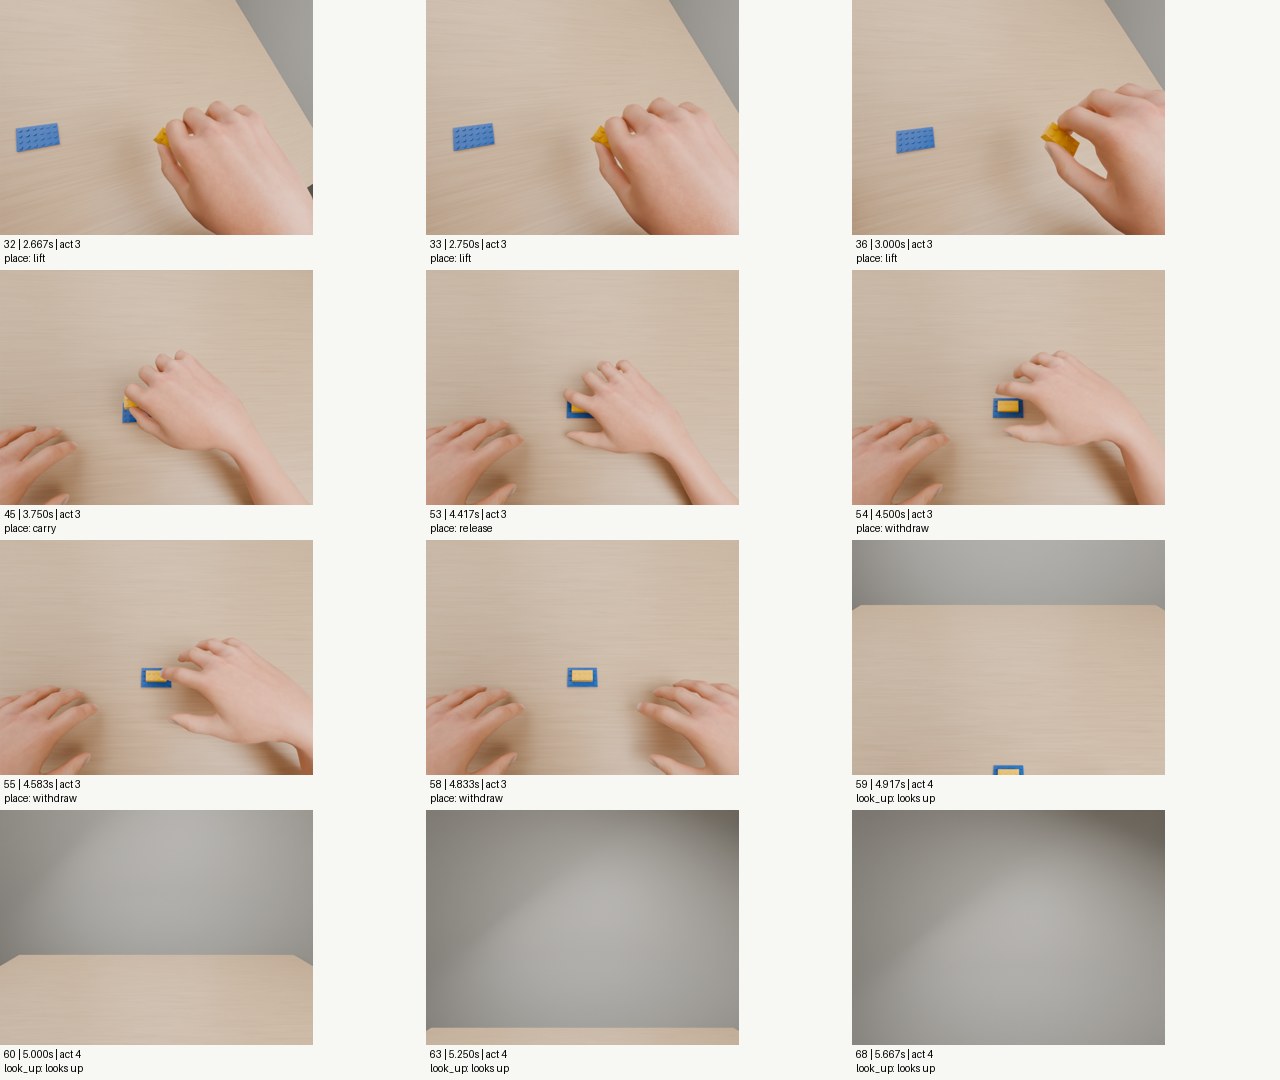 32 | 2.667s | act 3
place: lift
33 | 2.750s | act 3
place: lift
36 | 3.000s | act 3
place: lift
45 | 3.750s | act 3
place: carry
53 | 4.417s | act 3
place: release
54 | 4.500s | act 3
place: withdraw
55 | 4.583s | act 3
place: withdraw
58 | 4.833s | act 3
place: withdraw
59 | 4.917s | act 4
look_up: looks up
60 | 5.000s | act 4
look_up: looks up
63 | 5.250s | act 4
look_up: looks up
68 | 5.667s | act 4
look_up: looks up